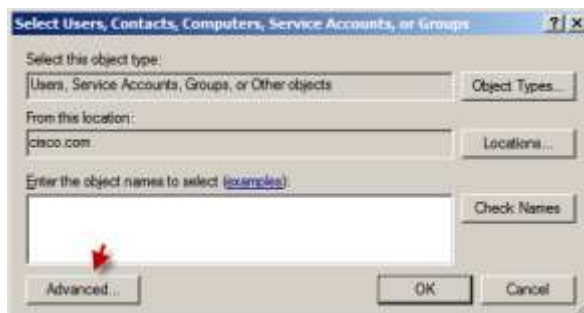 Select Users, Contacts, Computers, Service Accounts, or Groups
Select this object type:
Users, Service Accounts, Groups, or Other objects
Object Types...
From this location:
cisco.com
Locations...
Enter the object names to select (examples):
Check Names
Advanced...
OK
Cancel